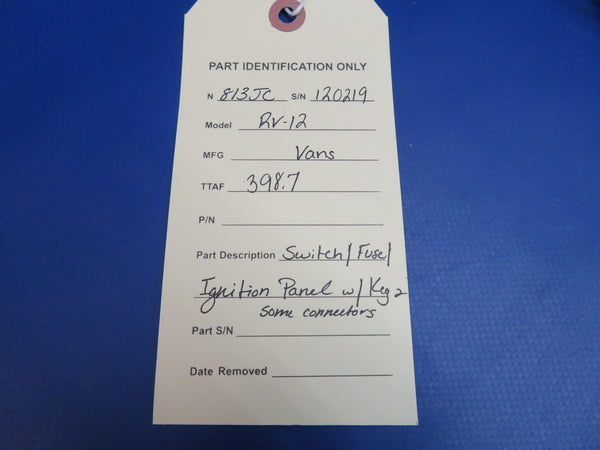 PART IDENTIFICATION ONLY
N 813JC S/N 120219
Model RV-12
MFG Vans
TTAF 398.7
P/N
Part Description Switch/Fuse/
Ignition Panel w/ Key &
Some connectors
Part S/N
Date Removed